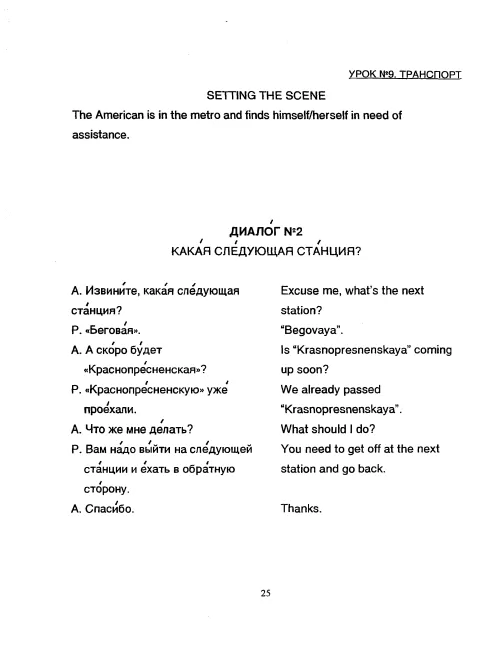 УРОК №9. ТРАНСПОРТ
SETTING THE SCENE
The American is in the metro and finds himself/herself in need of
assistance.
ДИАЛО́Г №2
КАКА́Я СЛЕ́ДУЮЩАЯ СТА́НЦИЯ?
А. Извини́те, кака́я сле́дующая
ста́нция?
Р. «Бегова́я».
А. А ско́ро бу́дет
«Краснопре́сненская»?
Р. «Краснопре́сненскую» уже́
прое́хали.
А. Что же мне де́лать?
Р. Вам на́до вы́йти на сле́дующей
ста́нции и е́хать в обра́тную
сто́рону.
А. Спаси́бо.
Excuse me, what's the next
station?
"Begovaya".
Is "Krasnopresnenskaya" coming
up soon?
We already passed
"Krasnopresnenskaya".
What should I do?
You need to get off at the next
station and go back.
Thanks.
25